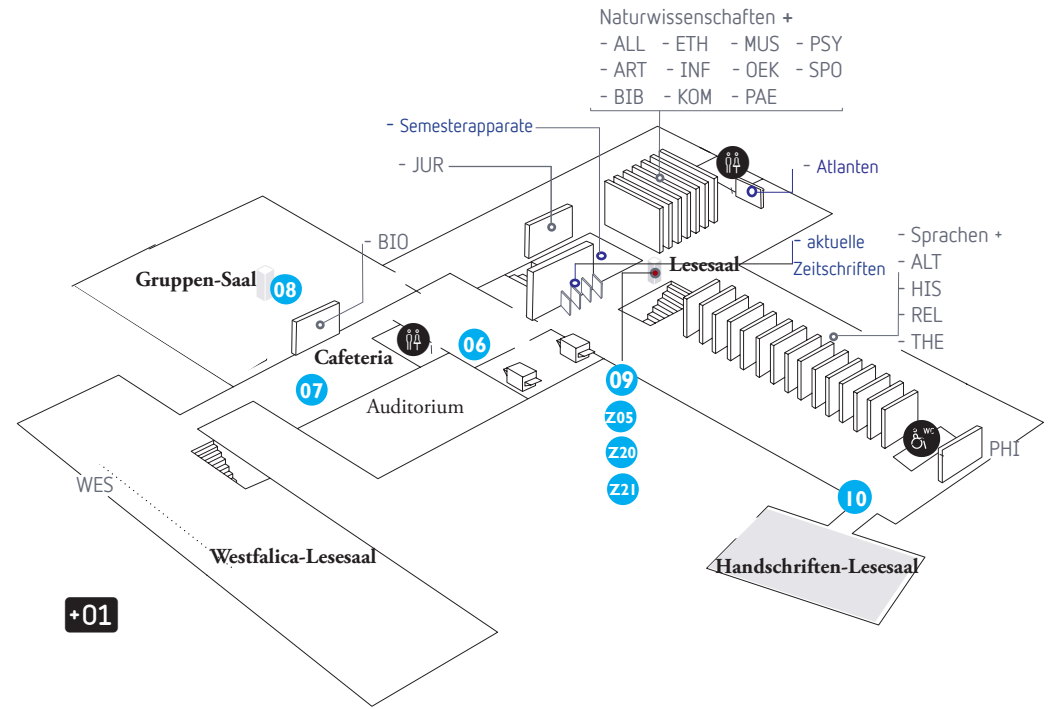 Naturwissenschaften +
- ALL - ETH - MUS - PSY
- ART - INF - OEK - SPO
- BIB - KOM - PAE
- Semesterapparate
- JUR
- Atlanten
- BIO
- aktuelle
Zeitschriften
- Sprachen +
- ALT
- HIS
- REL
- THE
Lesesaal
Gruppen-Saal
08
Cafeteria
06
07
Auditorium
09
Z05
Z20
Z21
WC
PHI
10
WES
Westfalica-Lesesaal
Handschriften-Lesesaal
+01